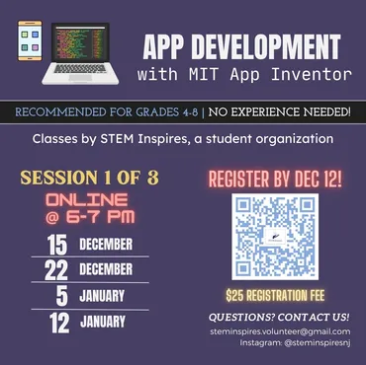 APP DEVELOPMENT
with MIT App Inventor
RECOMMENDED FOR GRADES 4-8 | NO EXPERIENCE NEEDED!
Classes by STEM Inspires, a student organization
SESSION 1 OF 3
ONLINE
@ 6-7 PM
15 DECEMBER
22 DECEMBER
5 JANUARY
12 JANUARY
REGISTER BY DEC 12!
$25 REGISTRATION FEE
QUESTIONS? CONTACT US!
steminspires.volunteer@gmail.com
Instagram: @steminspiresnj